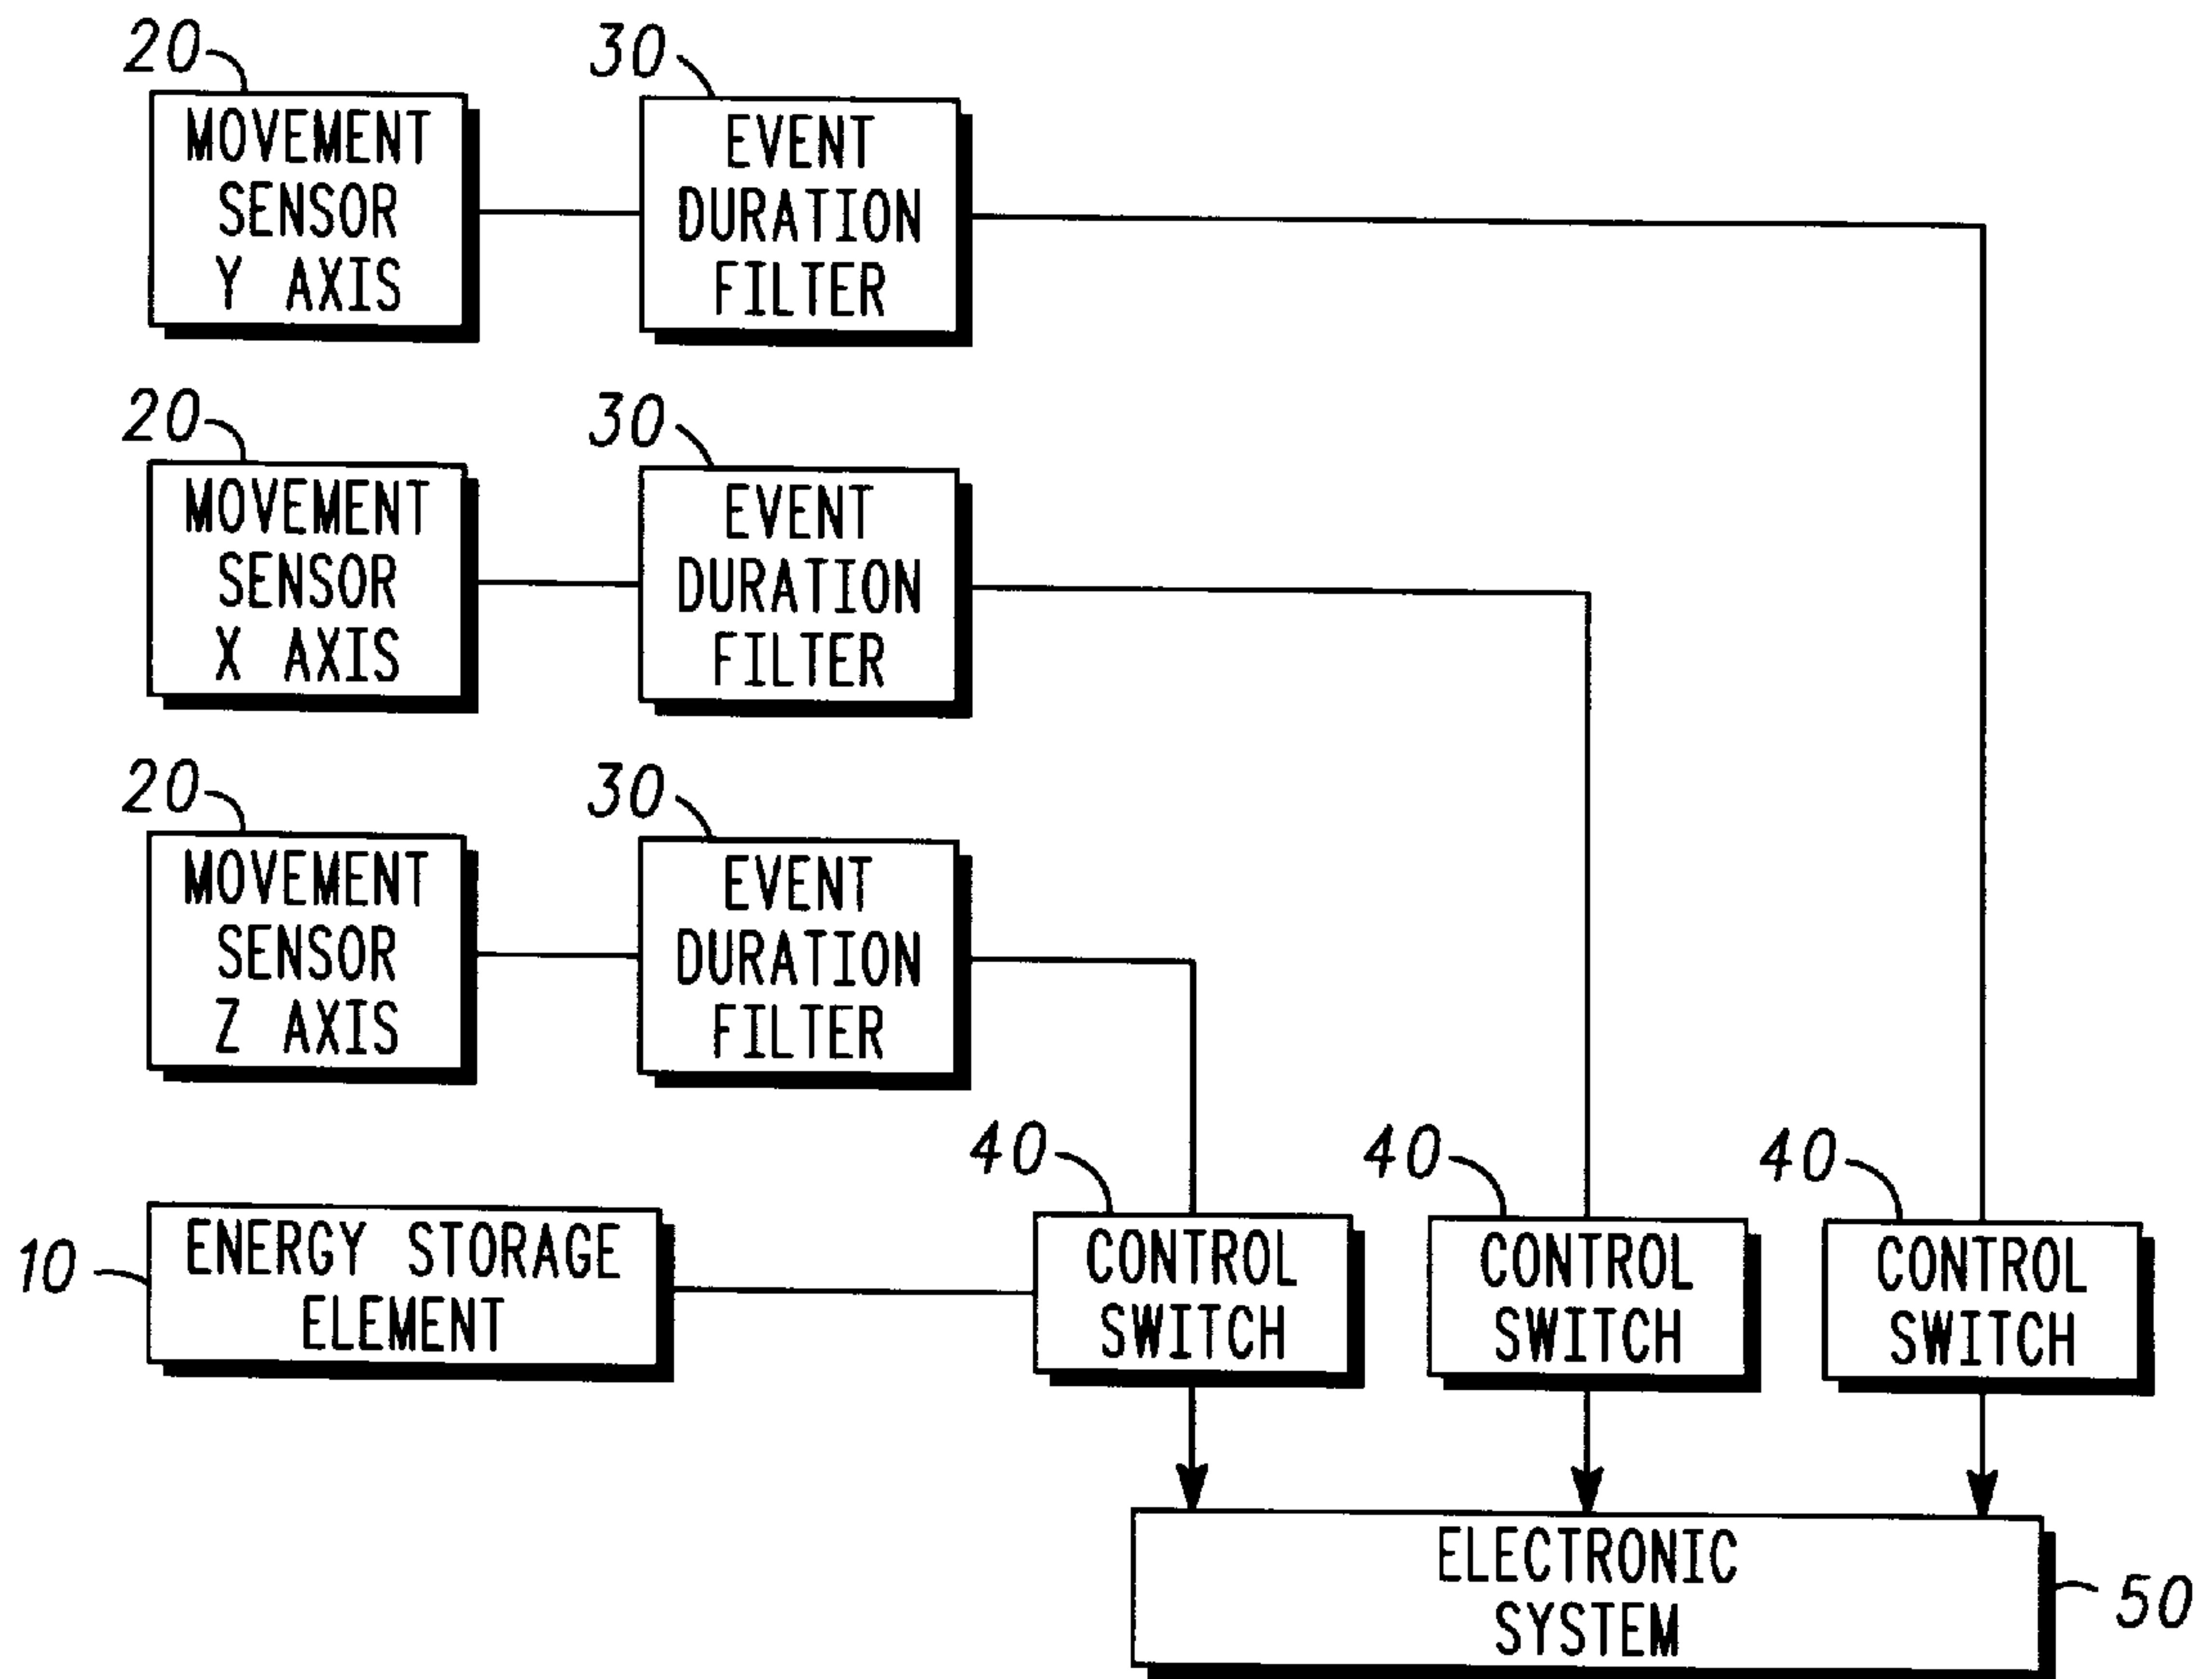 20
30
MOVEMENT
SENSOR
Y AXIS
EVENT
DURATION
FILTER
20
30
MOVEMENT
SENSOR
X AXIS
EVENT
DURATION
FILTER
20
30
MOVEMENT
SENSOR
Z AXIS
EVENT
DURATION
FILTER
40
40
40
10
ENERGY STORAGE
ELEMENT
CONTROL
SWITCH
CONTROL
SWITCH
CONTROL
SWITCH
ELECTRONIC
SYSTEM
50